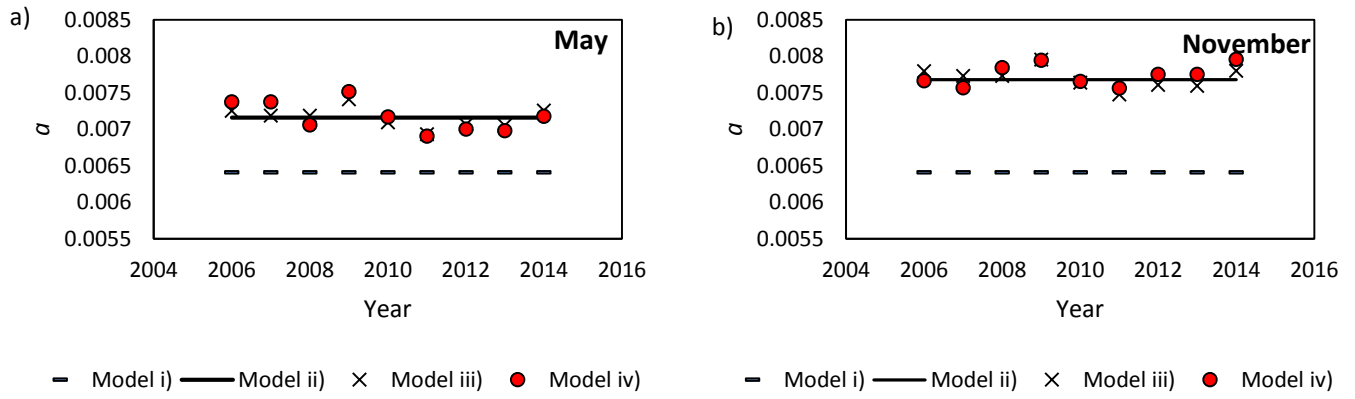 a)
May
0.0085
0.008
0.0075
0.007
0.0065
0.006
0.0055
a
2004 2006 2008 2010 2012 2014 2016
Year
Model i) Model ii) Model iii) Model iv)
b)
November
0.0085
0.008
0.0075
0.007
0.0065
0.006
0.0055
a
2004 2006 2008 2010 2012 2014 2016
Year
Model i) Model ii) Model iii) Model iv)